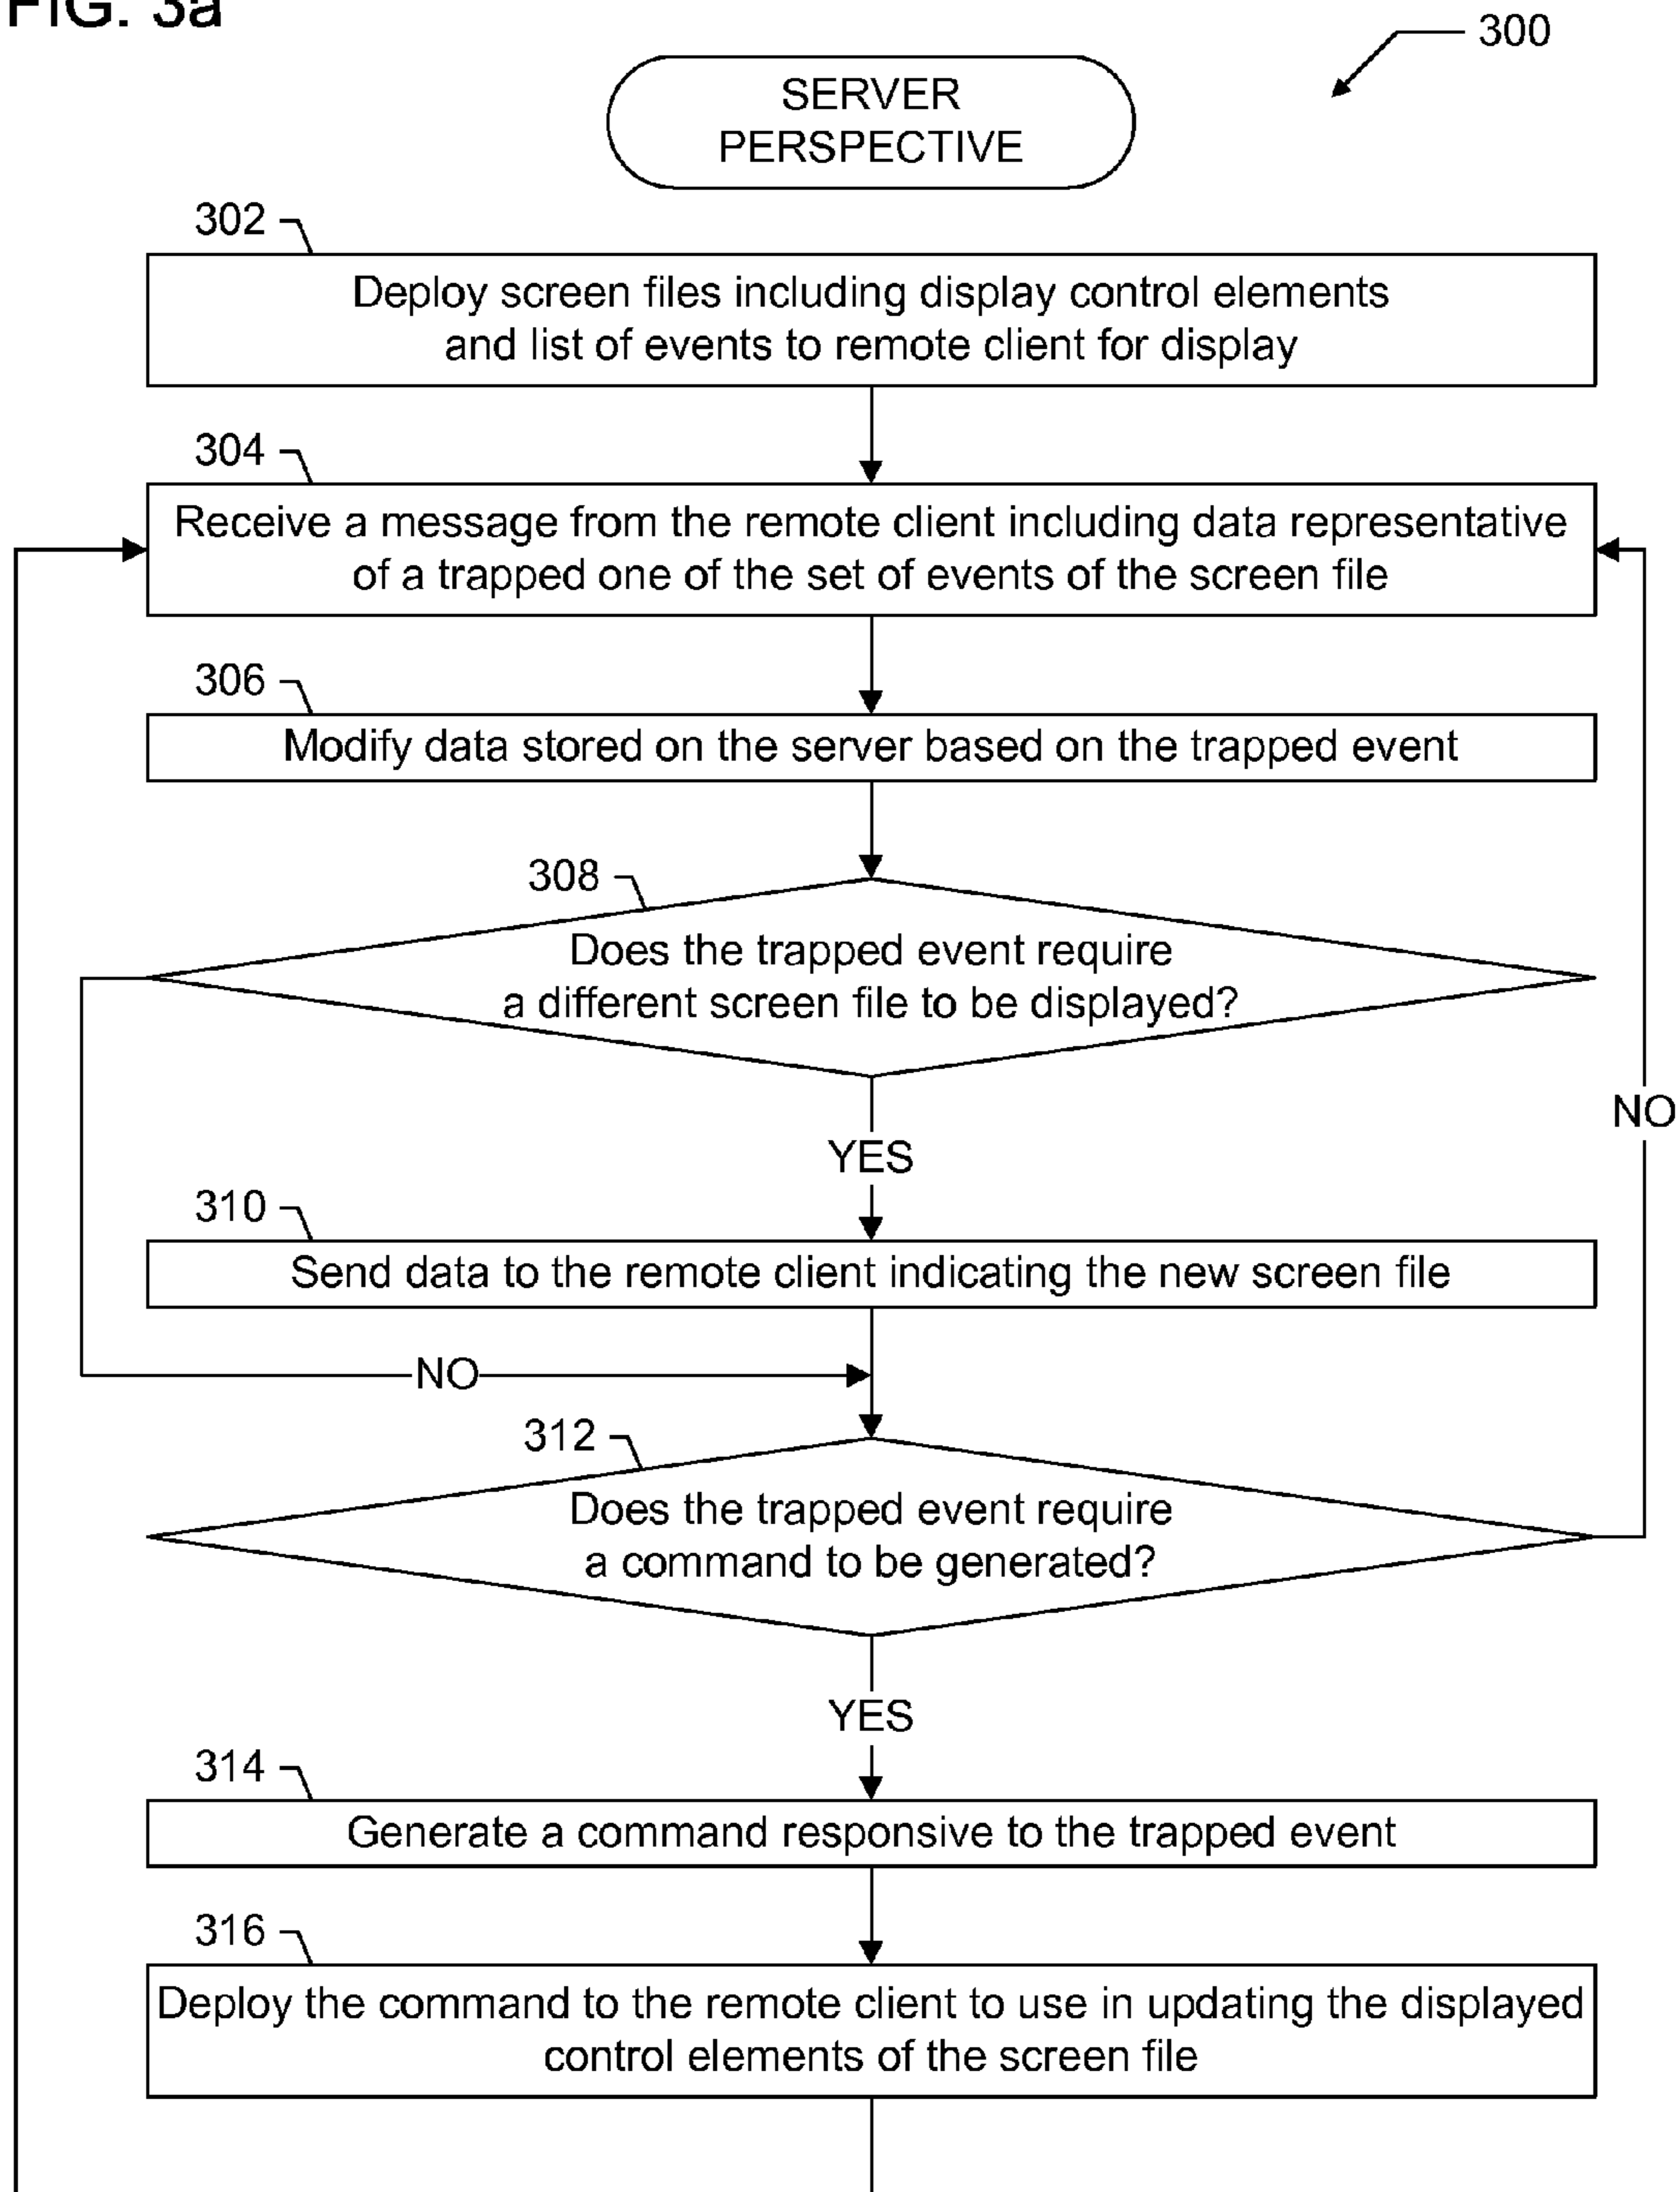 FIG. 3a
300
SERVER
PERSPECTIVE
302
Deploy screen files including display control elements
and list of events to remote client for display
304
Receive a message from the remote client including data representative
of a trapped one of the set of events of the screen file
306
Modify data stored on the server based on the trapped event
308
Does the trapped event require
a different screen file to be displayed?
NO
YES
310
Send data to the remote client indicating the new screen file
NO
312
Does the trapped event require
a command to be generated?
YES
314
Generate a command responsive to the trapped event
316
Deploy the command to the remote client to use in updating the displayed
control elements of the screen file